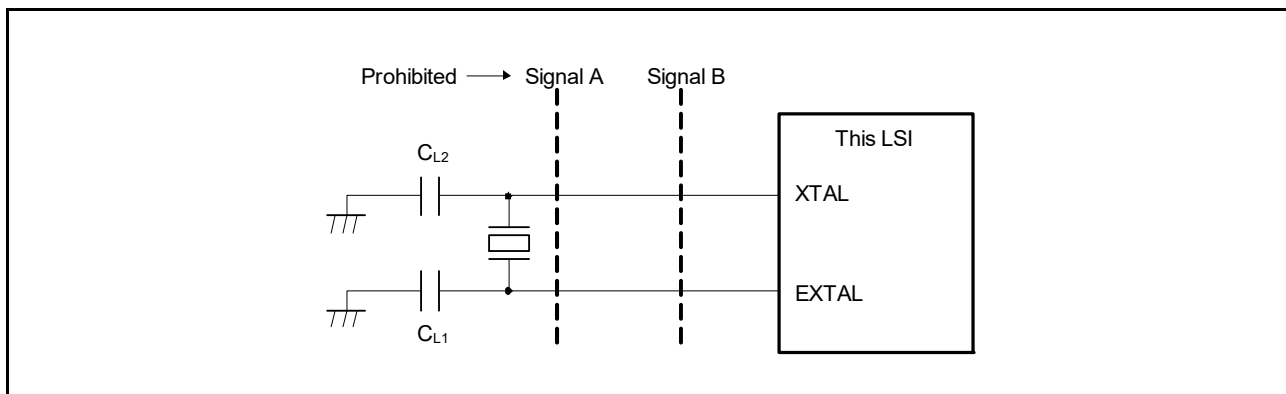 Prohibited Signal A Signal B
This LSI
CL2
XTAL
EXTAL
CL1